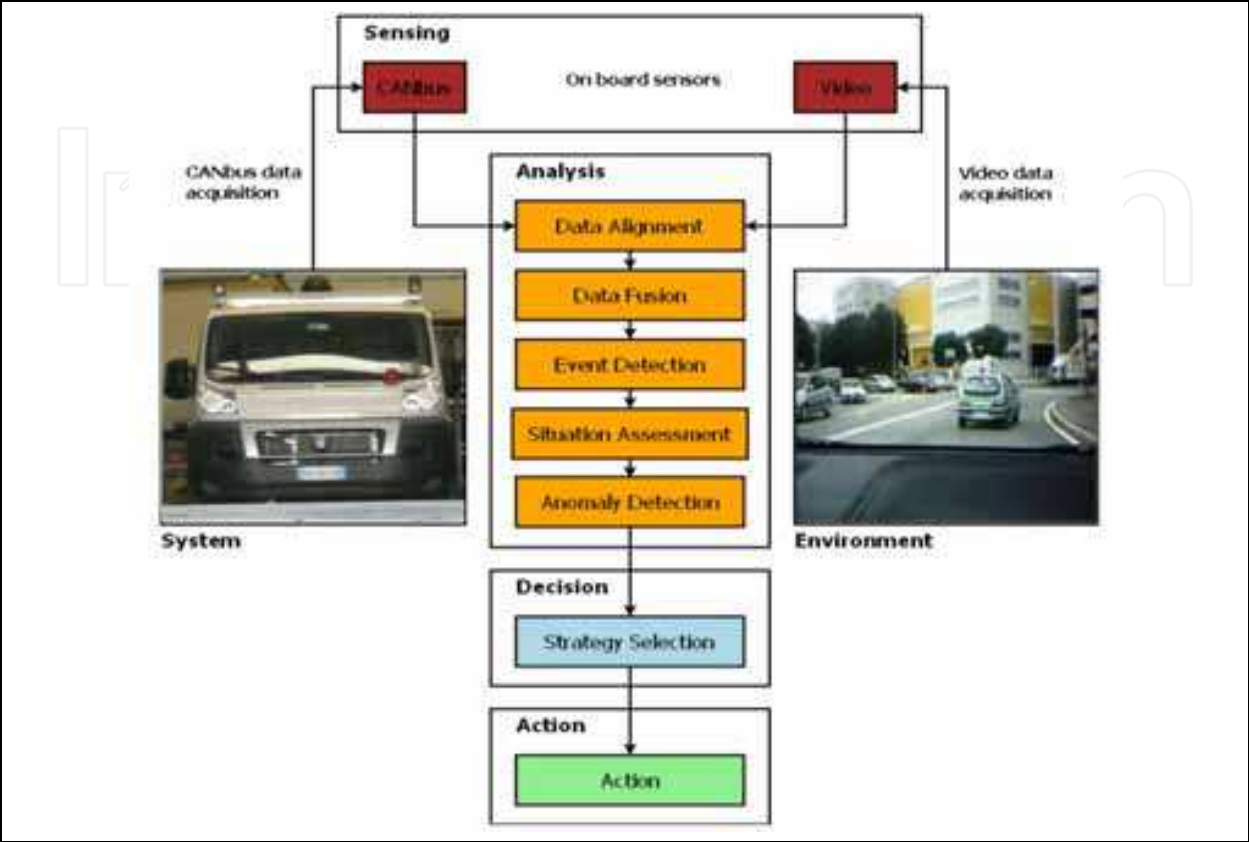 Sensing
CANbus
On board sensors
Video
CANbus data
acquisition
Video data
acquisition
Analysis
Data Alignment
Data Fusion
Event Detection
Situation Assessment
Anomaly Detection
System
Environment
Decision
Strategy Selection
Action
Action